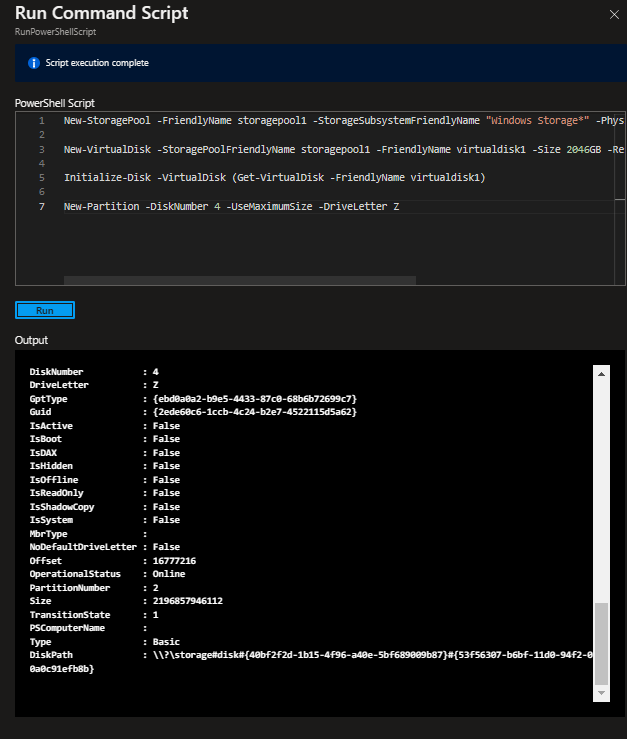 Run Command Script
RunPowerShellScript
Script execution complete
PowerShell Script
1 New-StoragePool -FriendlyName storagepool1 -StorageSubsystemFriendlyName "Windows Storage*" -Phys
2
3 New-VirtualDisk -StoragePoolFriendlyName storagepool1 -FriendlyName virtualdisk1 -Size 2046GB -Re
4
5 Initialize-Disk -VirtualDisk (Get-VirtualDisk -FriendlyName virtualdisk1)
6
7 New-Partition -DiskNumber 4 -UseMaximumSize -DriveLetter Z
Run
Output
DiskNumber : 4
DriveLetter : Z
GptType : {ebd0a0a2-b9e5-4433-87c0-68b6b72699c7}
Guid : {2ede60c6-1ccb-4c24-b2e7-4522115d5a62}
IsActive : False
IsBoot : False
IsDAX : False
IsHidden : False
IsOffline : False
IsReadOnly : False
IsShadowCopy : False
IsSystem : False
MbrType :
NoDefaultDriveLetter : False
Offset : 16777216
OperationalStatus : Online
PartitionNumber : 2
Size : 2196857946112
TransitionState : 1
PSComputerName :
Type : Basic
DiskPath : \\?\storage#disk#{40bf2f2d-1b15-4f96-a40e-5bf689009b87}#{53f56307-b6bf-11d0-94f2-0
0a0c91efb8b}